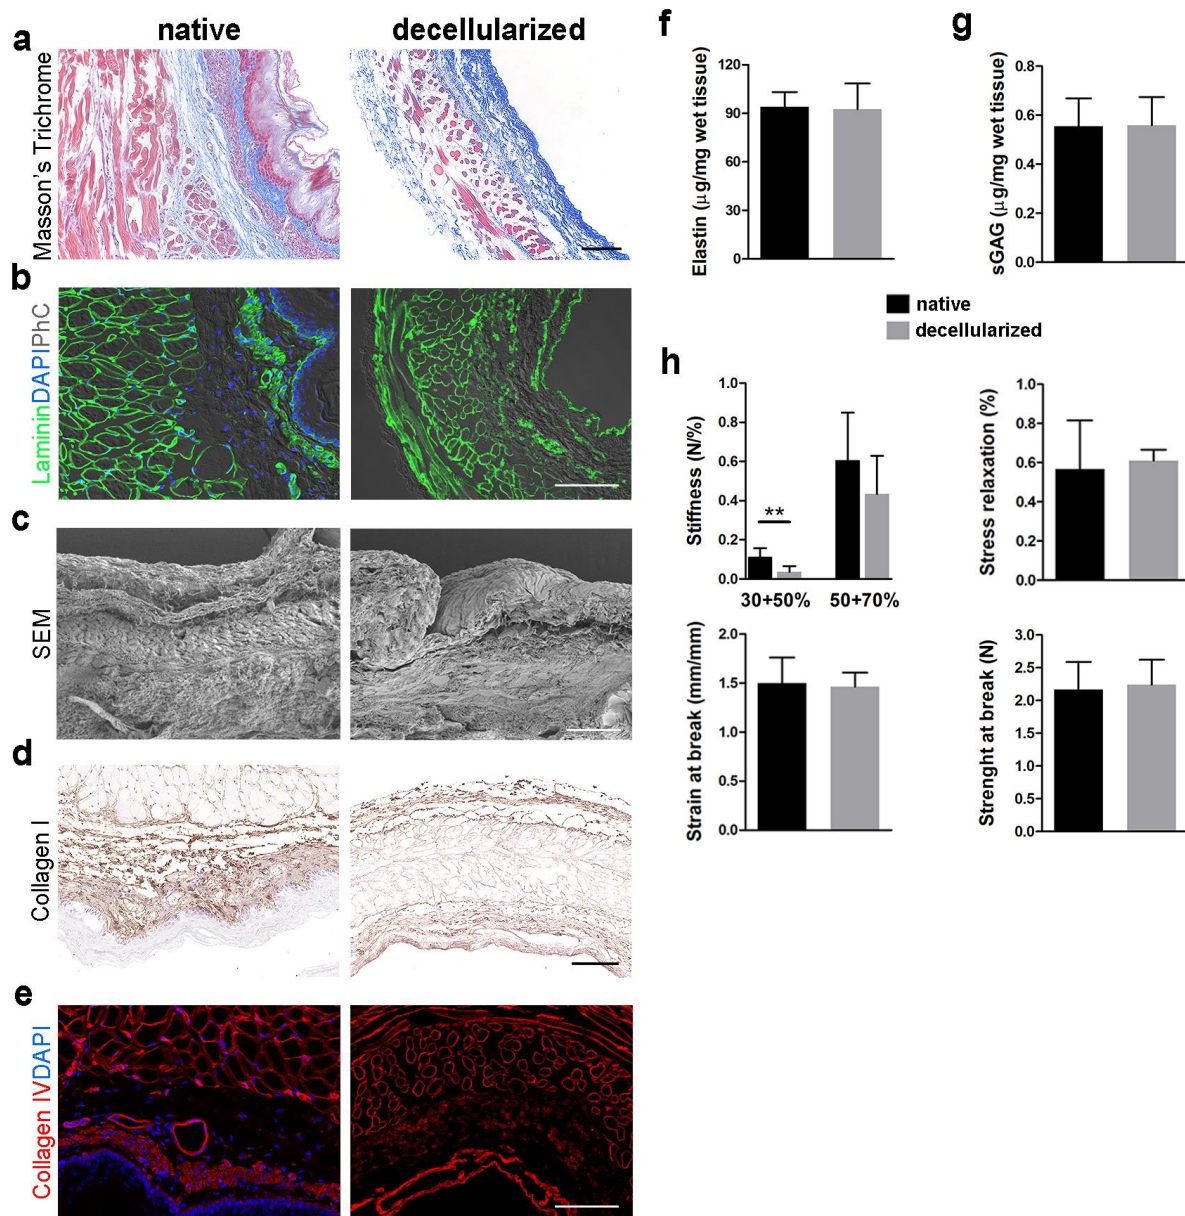 native
decellularized
a
Masson's Trichrome
b
LamininDAPIPhC
c
SEM
d
Collagen I
e
Collagen IVDAPI
f
Elastin (μg/mg wet tissue)
120
90
60
30
0
g
sGAG (μg/mg wet tissue)
0.8
0.6
0.4
0.2
0.0
native
decellularized
h
Stiffness (N/%)
1.0
0.8
0.6
0.4
0.2
0.0
**
30+50%
50+70%
Stress relaxation (%)
1.0
0.8
0.6
0.4
0.2
0.0
Strain at break (mm/mm)
2.0
1.5
1.0
0.5
0.0
Strenght at break (N)
3.0
2.5
2.0
1.5
1.0
0.5
0.0